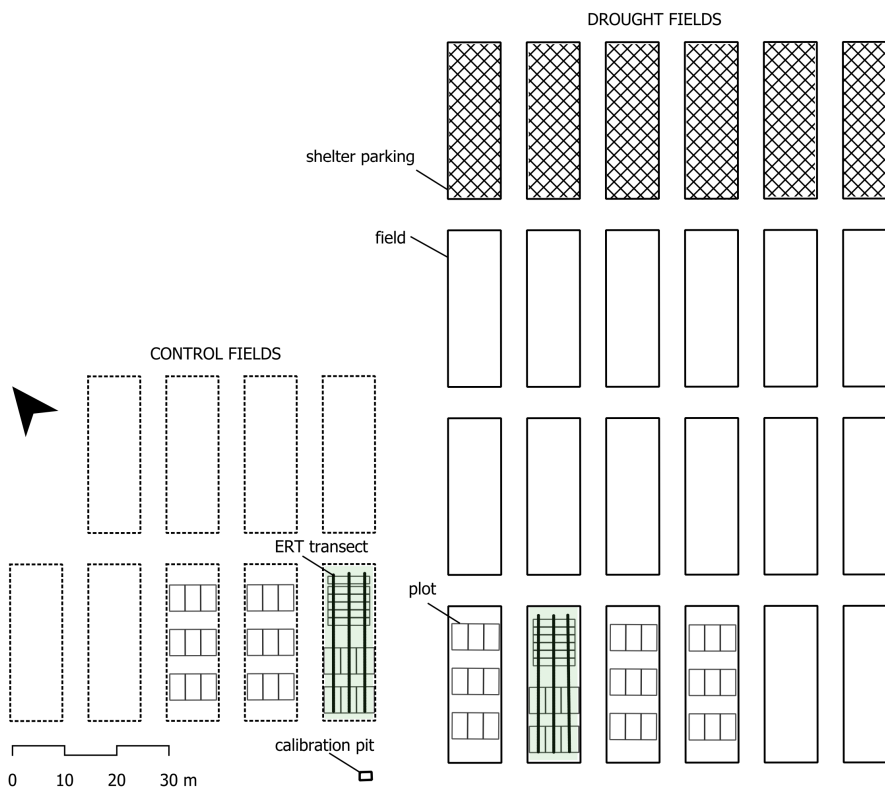 DROUGHT FIELDS
shelter parking
field
CONTROL FIELDS
ERT transect
plot
calibration pit
0 10 20 30 m